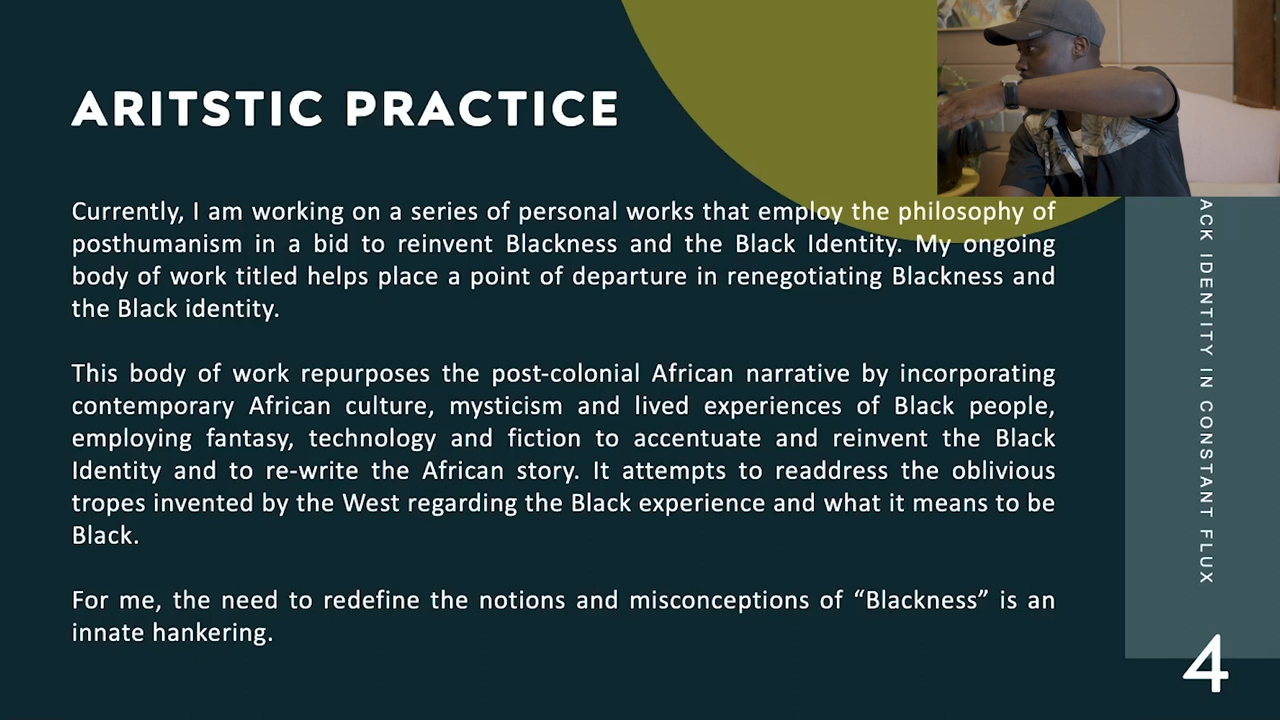 ARITSTIC PRACTICE
Currently, I am working on a series of personal works that employ the philosophy of
posthumanism in a bid to reinvent Blackness and the Black Identity. My ongoing
body of work titled helps place a point of departure in renegotiating Blackness and
the Black identity.
This body of work repurposes the post-colonial African narrative by incorporating
contemporary African culture, mysticism and lived experiences of Black people,
employing fantasy, technology and fiction to accentuate and reinvent the Black
Identity and to re-write the African story. It attempts to readdress the oblivious
tropes invented by the West regarding the Black experience and what it means to be
Black.
For me, the need to redefine the notions and misconceptions of “Blackness” is an
innate hankering.
ACK IDENTITY IN CONSTANT FLUX
4